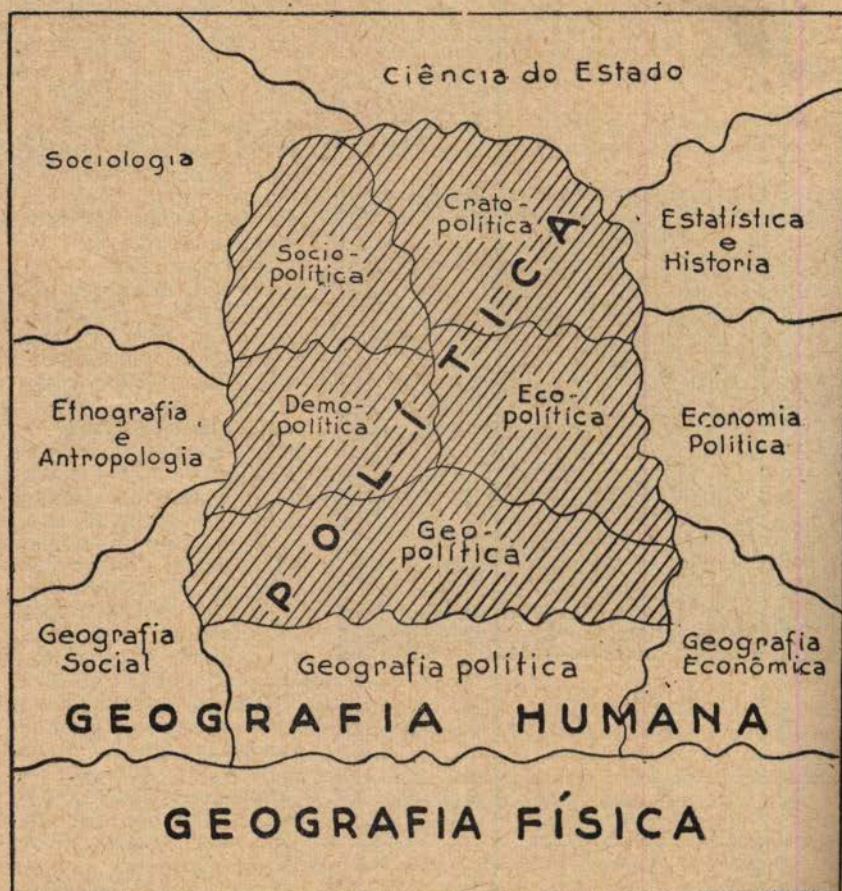 Ciência do Estado
Sociologia
Crato-
política
Estatística
e
Historia
Socio-
política
POLÍTICA
Etnografia
e
Antropologia
Demo-
política
Eco-
política
Economia
Política
Geo-
política
Geografia
Social
Geografia política
Geografia
Econômica
GEOGRAFIA HUMANA
GEOGRAFIA FÍSICA